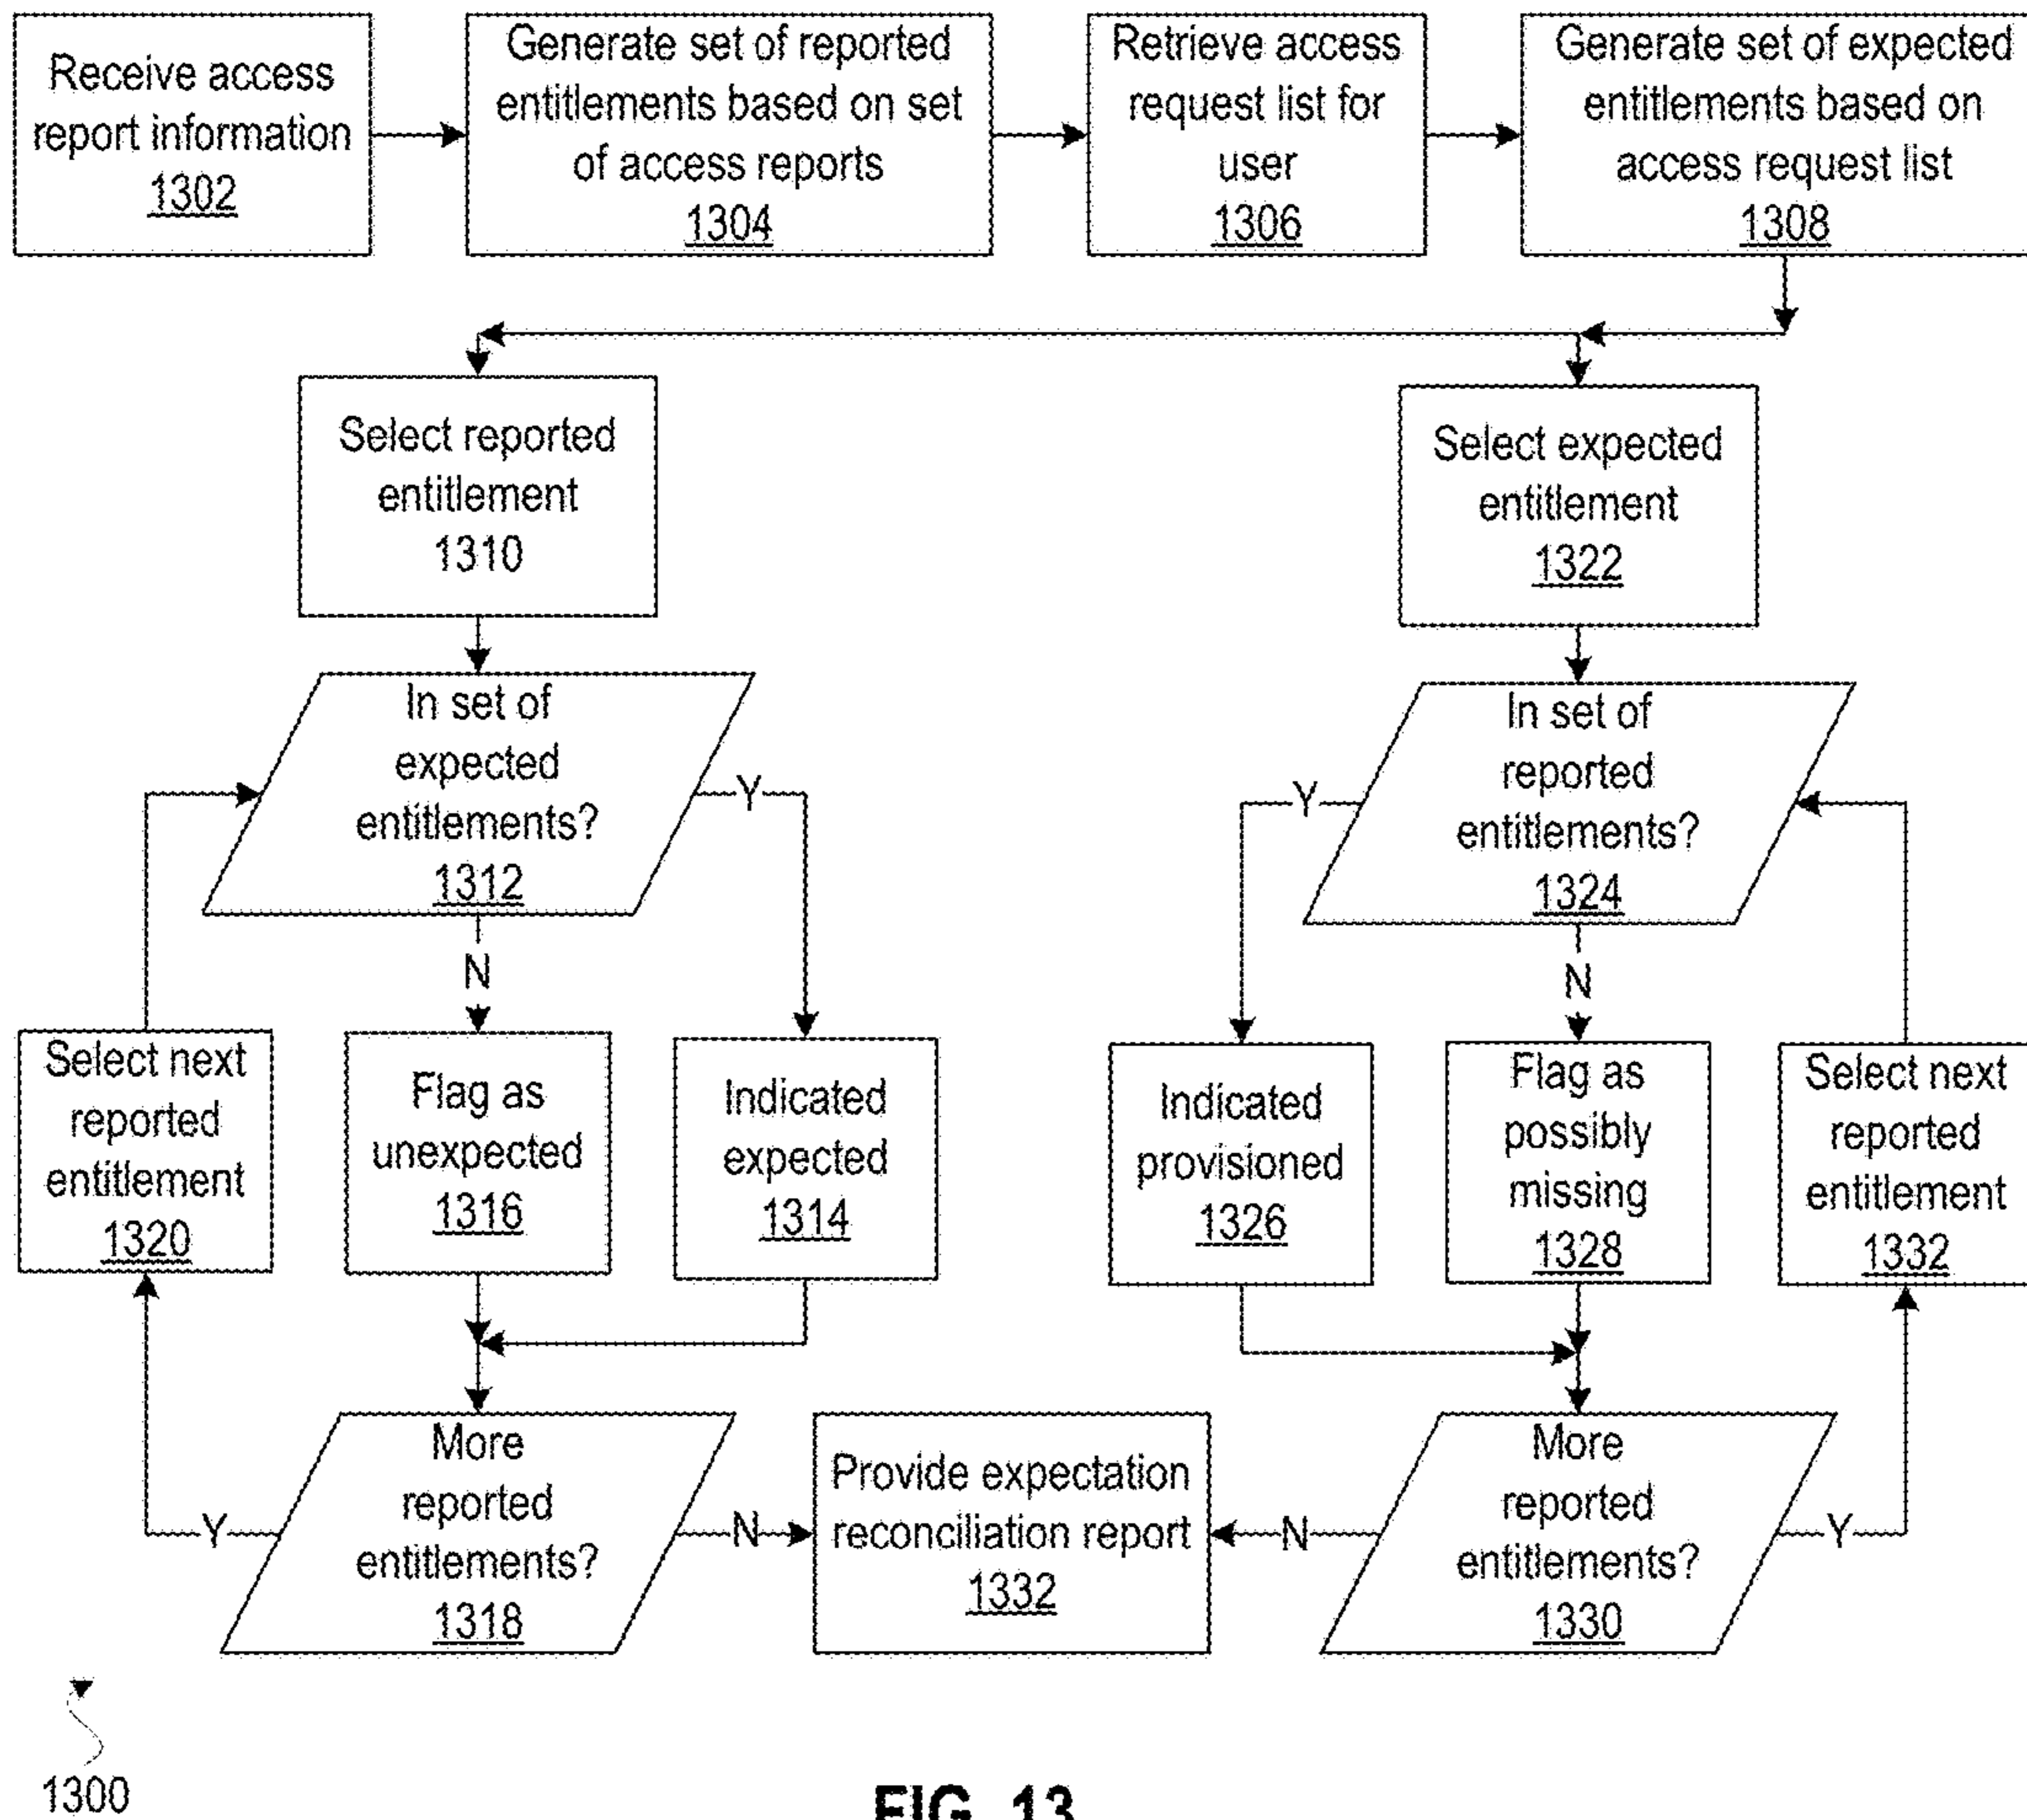 Receive access
report information
1302
Generate set of reported
entitlements based on set
of access reports
1304
Retrieve access
request list for
user
1306
Generate set of expected
entitlements based on
access request list
1308
Select reported
entitlement
1310
Select expected
entitlement
1322
In set of
expected
entitlements?
1312
Y
N
In set of
reported
entitlements?
1324
Y
N
Select next
reported
entitlement
1320
Flag as
unexpected
1316
Indicated
expected
1314
Indicated
provisioned
1326
Flag as
possibly
missing
1328
Select next
reported
entitlement
1332
More
reported
entitlements?
1318
Y
N
Provide expectation
reconciliation report
1332
More
reported
entitlements?
1330
N
Y
1300
FIG. 13